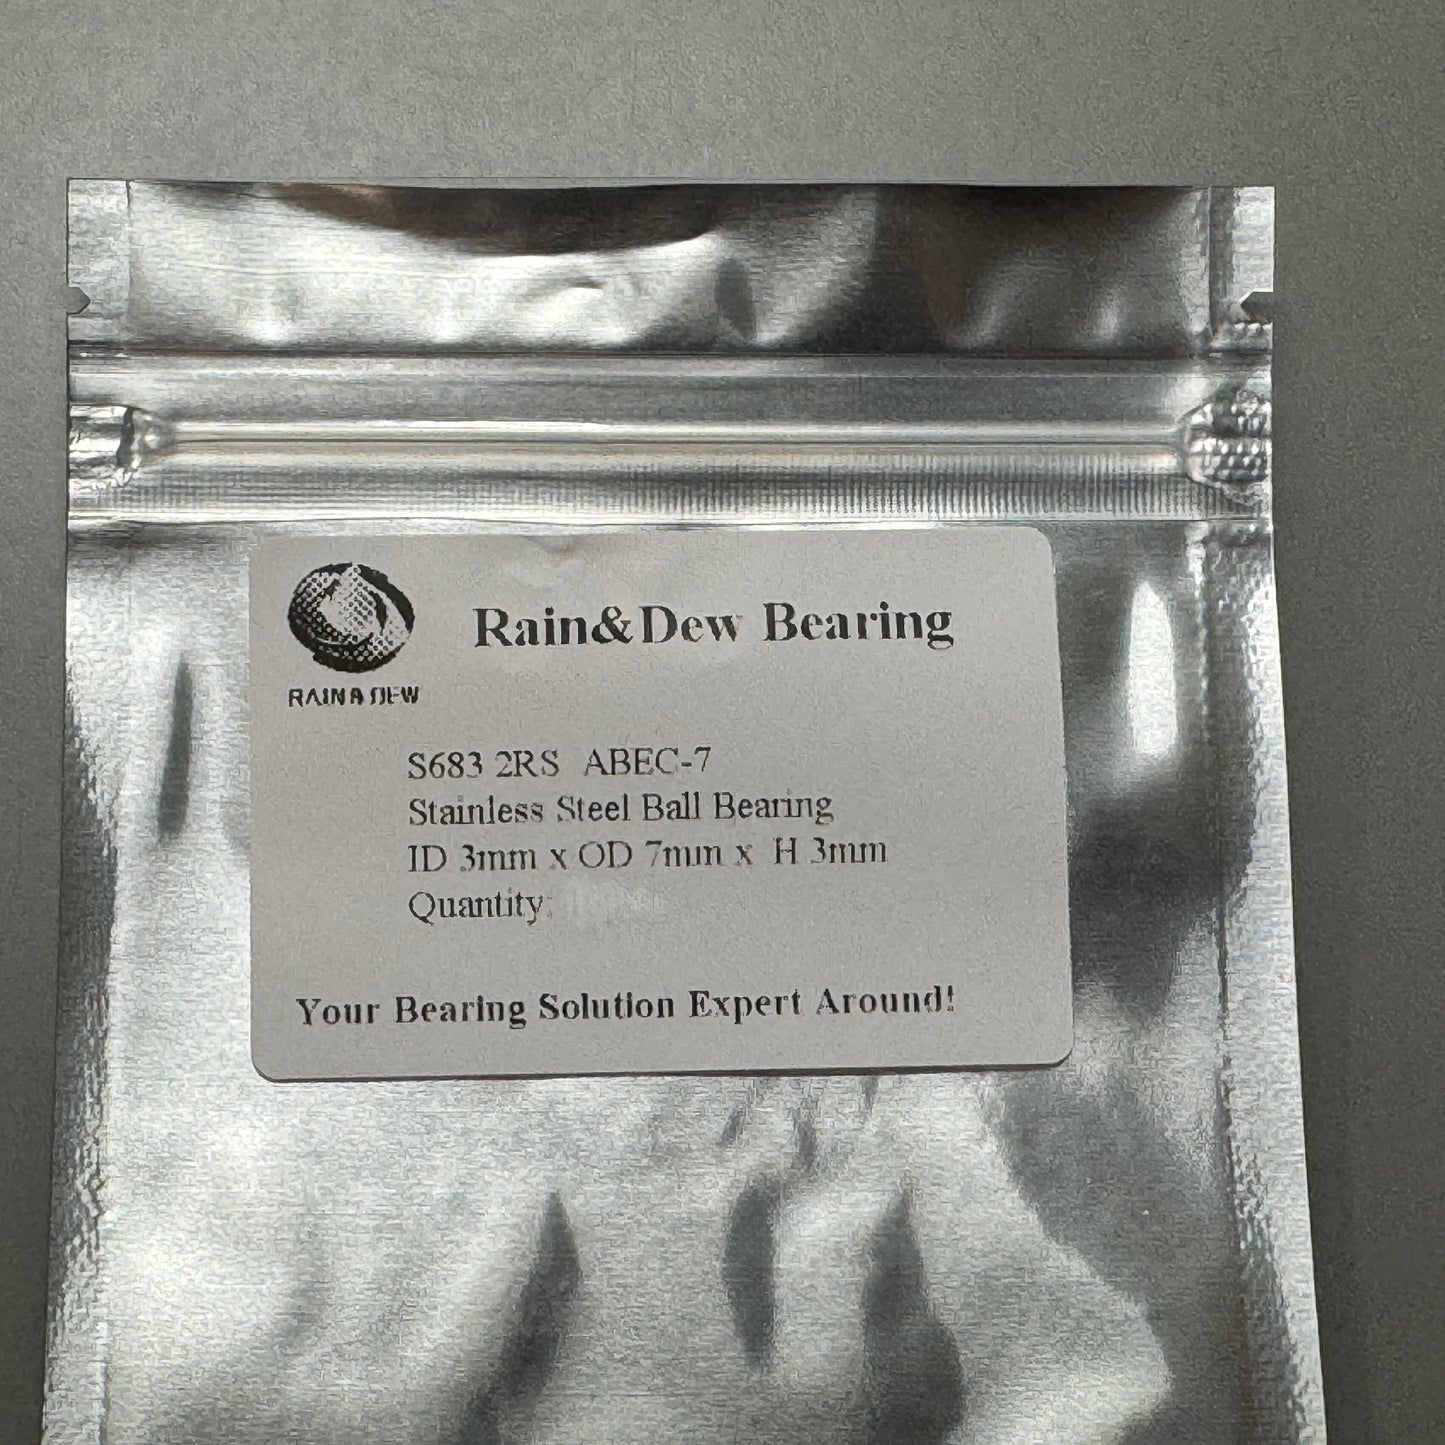 Rain&Dew Bearing
RAIN & DEW
S683 2RS ABEC-7
Stainless Steel Ball Bearing
ID 3mm x OD 7mm x H 3mm
Quantity:
Your Bearing Solution Expert Around!